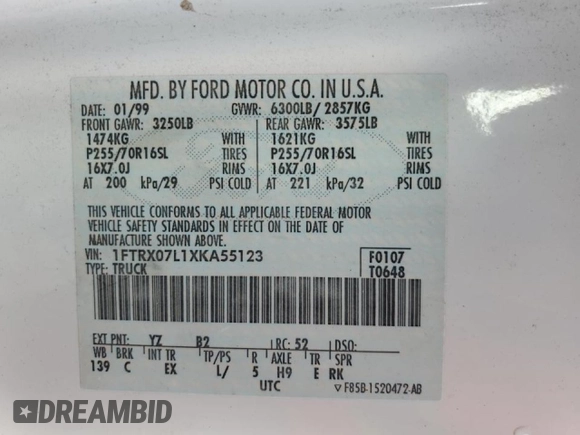 MFD. BY FORD MOTOR CO. IN U.S.A.
DATE 01/99 GVWR: 6300LB/ 2857KG
FRONT GAWR: 3250LB REAR GAWR: 3575LB
1474KG WITH 1621KG WITH
P255/70R16SL TIRES P255/70R16SL TIRES
16X7.0J RIMS 16X7.0J RIMS
AT 200 kPa/29 PSI COLD AT 221 kPa/32 PSI COLD
THIS VEHICLE CONFORMS TO ALL APPLICABLE FEDERAL MOTOR
VEHICLE SAFETY STANDARDS IN EFFECT ON THE DATE OF
MANUFACTURE SHOWN ABOVE.
VIN: 1FTRX07L1XKA55123 F0107
TYPE: TRUCK T0648
EXT PNT: YZ B2 RC: 52 DSO:
WB BRK INT TR TP/PS R AXLE TR SPR
139 C EX L/ 5 H9 E RK
UTC ▽ F85B-1520472-AB
DREAMBID